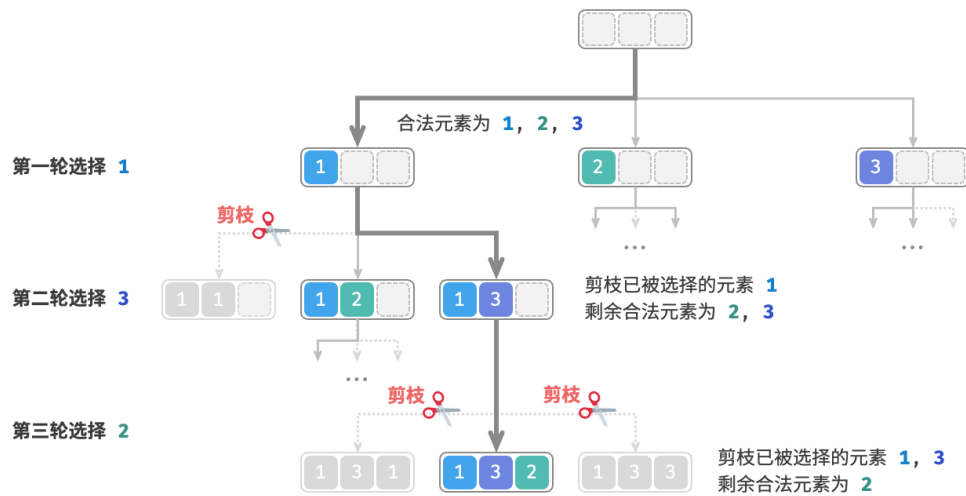 合法元素为 1, 2, 3
第一轮选择 1
1
2
3
剪枝
...
...
第二轮选择 3
1 1
1 2
1 3
剪枝已被选择的元素 1
剩余合法元素为 2, 3
...
剪枝
剪枝
第三轮选择 2
1 3 1
1 3 2
1 3 3
剪枝已被选择的元素 1, 3
剩余合法元素为 2